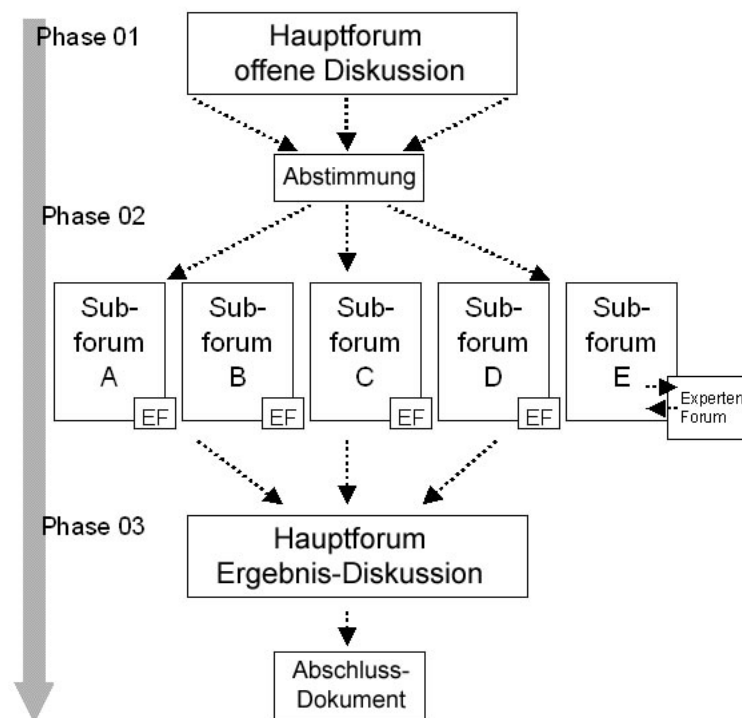 Phase 01
Hauptforum
offene Diskussion
Abstimmung
Phase 02
Sub-
forum
A
EF
Sub-
forum
B
EF
Sub-
forum
C
EF
Sub-
forum
D
EF
Sub-
forum
E
Experten
Forum
Phase 03
Hauptforum
Ergebnis-Diskussion
Abschluss-
Dokument